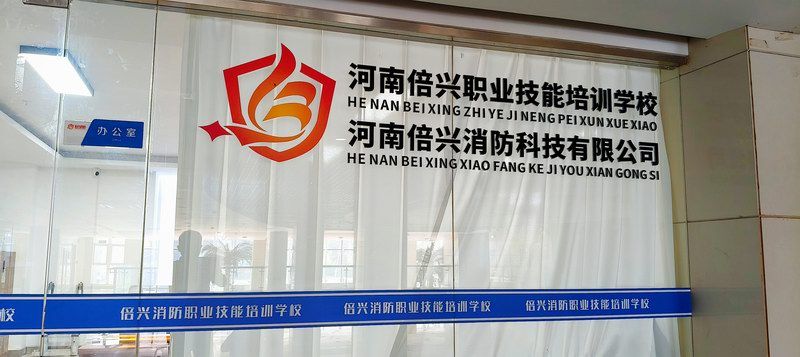 河南倍兴职业技能培训学校
HE NAN BEI XING ZHI YE JI NENG PEI XUN XUE XIAO
河南倍兴消防科技有限公司
HE NAN BEI XING XIAO FANG KE JI YOU XIAN GONG SI
办公室
校 倍兴消防职业技能培训学校 倍兴消防职业技能培训学校 倍兴消防职业技能培训学校